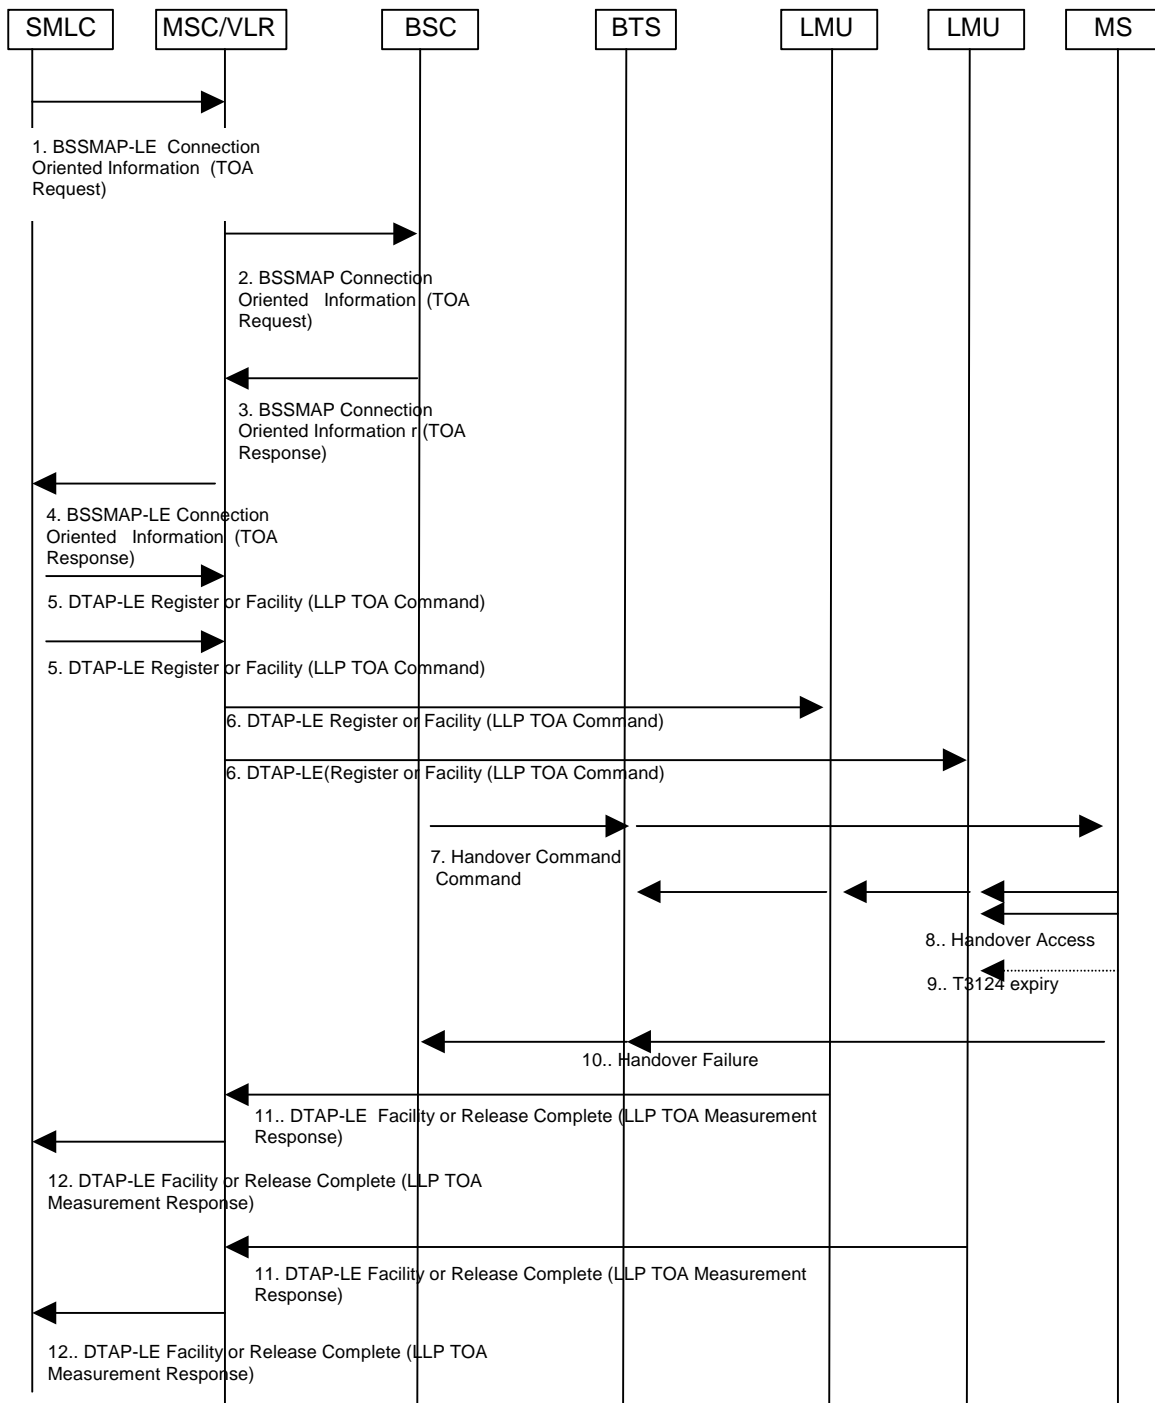 SMLC MSC/VLR BSC BTS LMU LMU MS
1. BSSMAP-LE Connection
Oriented Information (TOA
Request)
2. BSSMAP Connection
Oriented Information (TOA
Request)
3. BSSMAP Connection
Oriented Information r (TOA
Response)
4. BSSMAP-LE Connection
Oriented Information (TOA
Response)
5. DTAP-LE Register or Facility (LLP TOA Command)
5. DTAP-LE Register or Facility (LLP TOA Command)
6. DTAP-LE Register or Facility (LLP TOA Command)
6. DTAP-LE(Register or Facility (LLP TOA Command)
7. Handover Command
Command
8.. Handover Access
9.. T3124 expiry
10.. Handover Failure
11.. DTAP-LE Facility or Release Complete (LLP TOA Measurement
Response)
12. DTAP-LE Facility or Release Complete (LLP TOA
Measurement Response)
11. DTAP-LE Facility or Release Complete (LLP TOA Measurement
Response)
12.. DTAP-LE Facility or Release Complete (LLP TOA
Measurement Response)